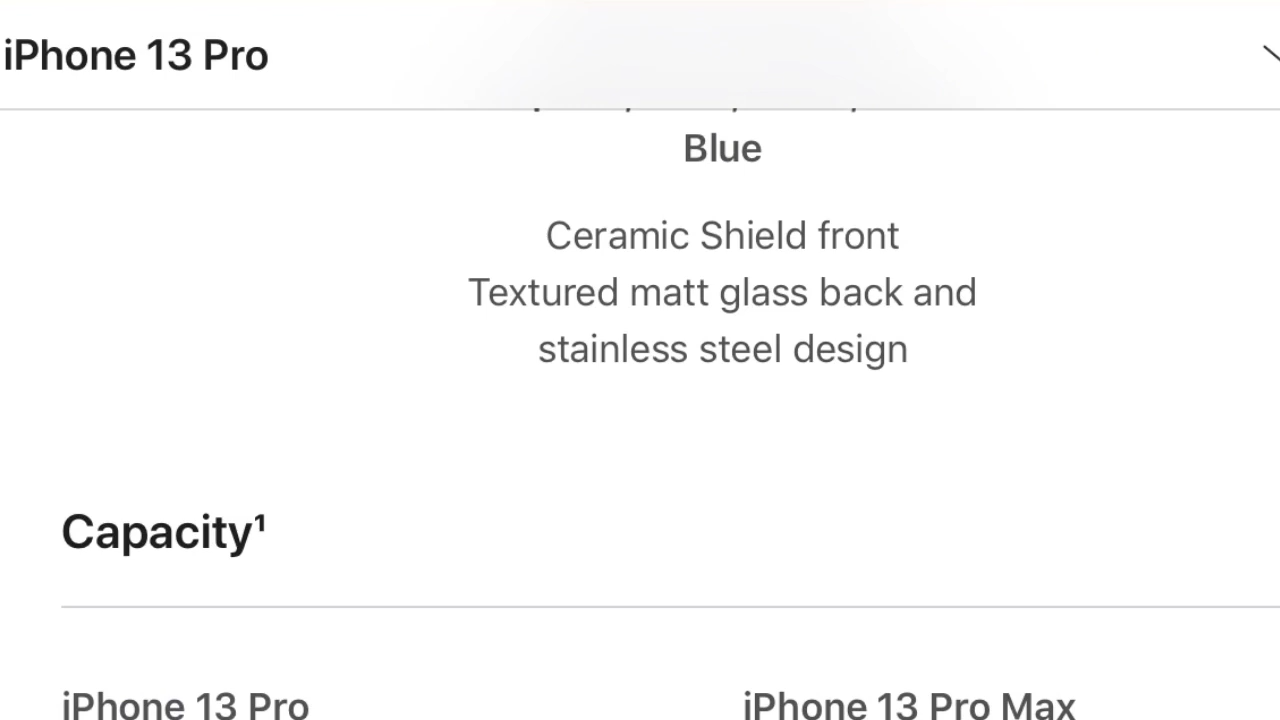 iPhone 13 Pro
Blue
Ceramic Shield front
Textured matt glass back and
stainless steel design
Capacity¹
iPhone 13 Pro
iPhone 13 Pro Max